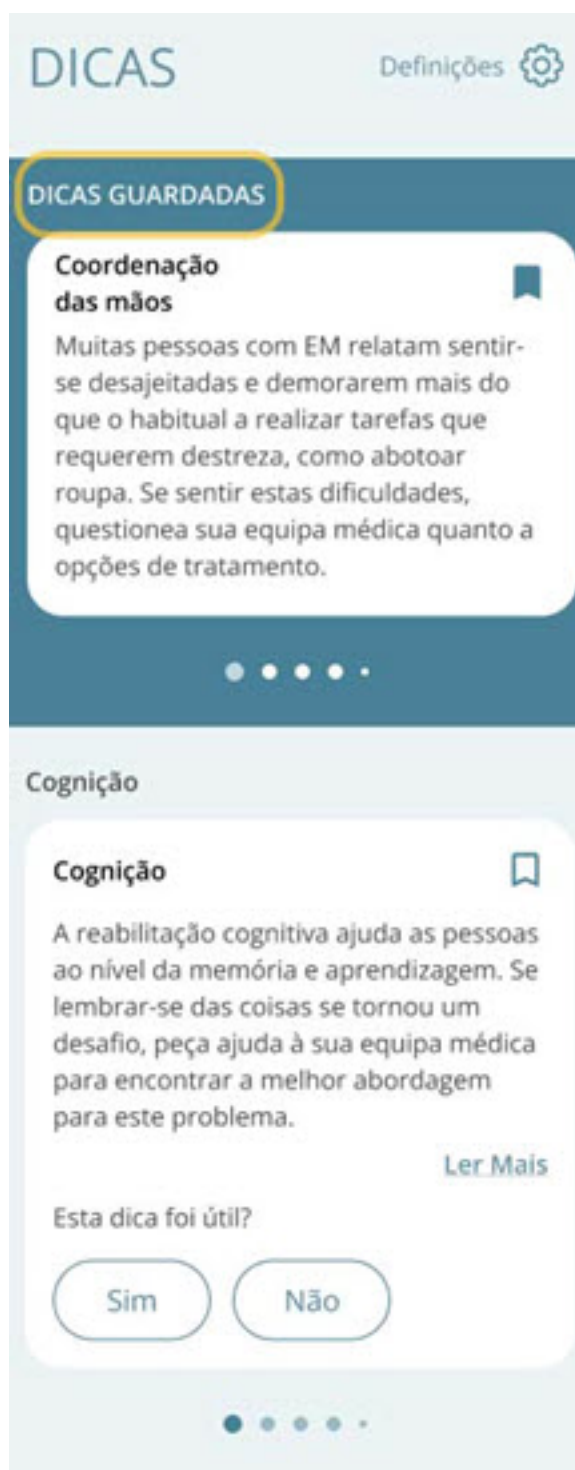 DICAS
Definições
DICAS GUARDADAS
Coordenação
das mãos
Muitas pessoas com EM relatam sentir-
se desajeitadas e demorarem mais do
que o habitual a realizar tarefas que
requerem destreza, como abotoar
roupa. Se sentir estas dificuldades,
questionea sua equipa médica quanto a
opções de tratamento.
Cognição
Cognição
A reabilitação cognitiva ajuda as pessoas
ao nível da memória e aprendizagem. Se
lembrar-se das coisas se tornou um
desafio, peça ajuda à sua equipa médica
para encontrar a melhor abordagem
para este problema.
Ler Mais
Esta dica foi útil?
Sim Não